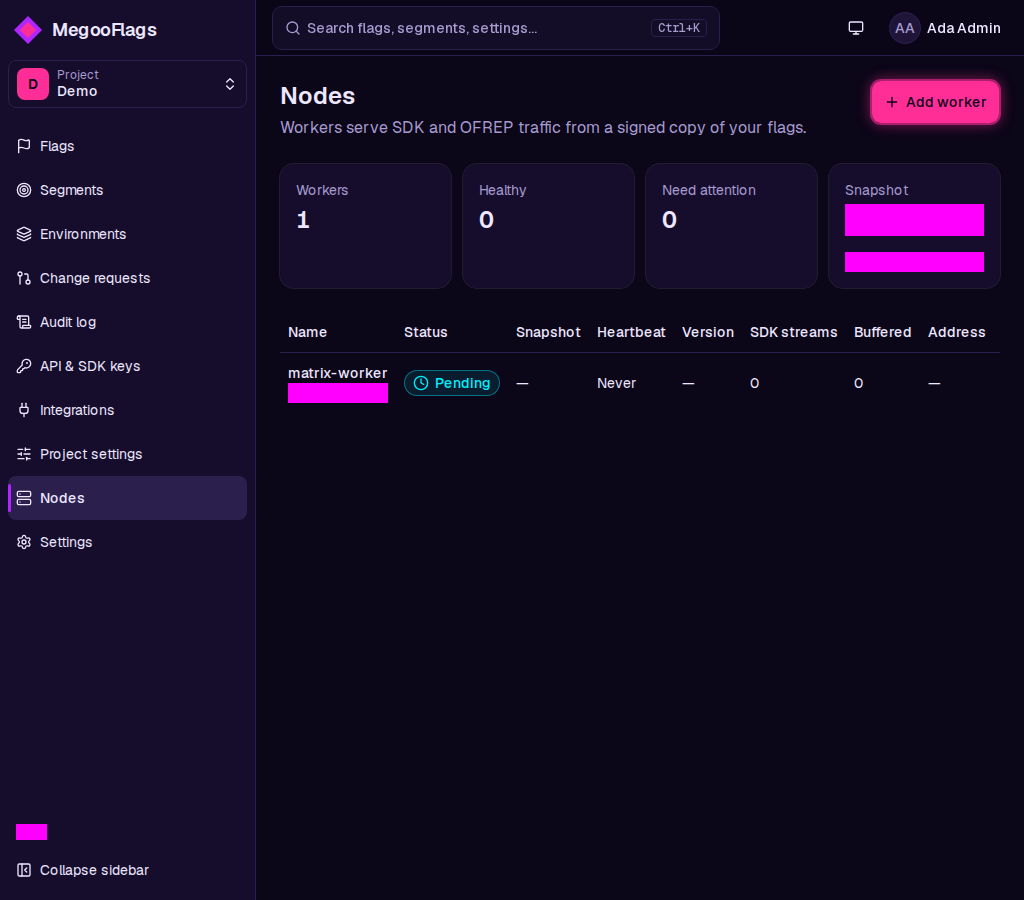 MegooFlags
Search flags, segments, settings...
Ctrl+K
AA
Ada Admin
D
Project
Demo
Flags
Segments
Environments
Change requests
Audit log
API & SDK keys
Integrations
Project settings
Nodes
Settings
Collapse sidebar
Nodes
Workers serve SDK and OFREP traffic from a signed copy of your flags.
+ Add worker
Workers
1
Healthy
0
Need attention
0
Snapshot
Name Status Snapshot Heartbeat Version SDK streams Buffered Address
matrix-worker
Pending — Never — 0 0 —